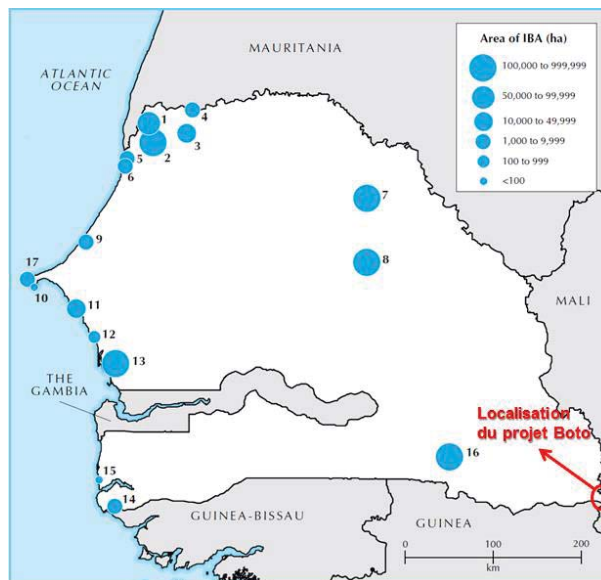 MAURITANIA
Area of IBA (ha)
100,000 to 999,999
50,000 to 99,999
10,000 to 49,999
1,000 to 9,999
100 to 999
<100
ATLANTIC
OCEAN
4
1
3
2
5
6
7
9
8
17
10
MALI
11
12
13
THE
GAMBIA
Localisation
du projet Boto
16
15
14
GUINEA-BISSAU
GUINEA
0
100
200
km